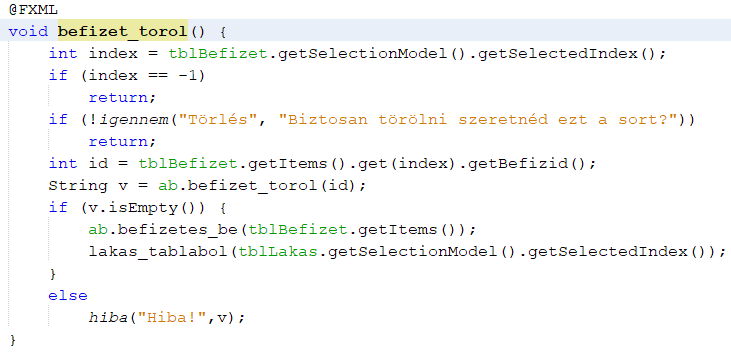 @FXML
void befizet_torol() {
    int index = tblBefizet.getSelectionModel().getSelectedIndex();
    if (index == -1)
        return;
    if (!igennem("Törlés", "Biztosan törölni szeretnéd ezt a sort?"))
        return;
    int id = tblBefizet.getItems().get(index).getBefizid();
    String v = ab.befizet_torol(id);
    if (v.isEmpty()) {
        ab.befizetes_be(tblBefizet.getItems());
        lakas_tablabol(tblLakas.getSelectionModel().getSelectedIndex());
    }
    else
        hiba("Hiba!",v);
}